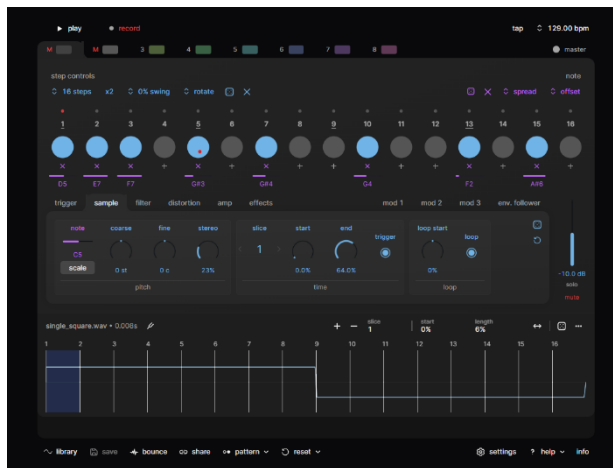 play record tap 129.00 bpm
M M 3 4 5 6 7 8 master
step controls note
16 steps x2 0% swing rotate spread offset
1 2 3 4 5 6 7 8 9 10 11 12 13 14 15 16
D5 E7 F7 G#3 G#4 G4 F2 A#6
trigger sample filter distortion amp effects mod 1 mod 2 mod 3 env. follower
note coarse fine stereo slice start end trigger loop start loop
1
C5
scale 0 st 0 c 23% 0.0% 64.0% 0%
-10.0 dB
pitch time loop
solo
mute
single_square.wav • 0.008s + − slice 1 start 0% length 6%
1 2 3 4 5 6 7 8 9 10 11 12 13 14 15 16
library save bounce share pattern reset settings ? help info